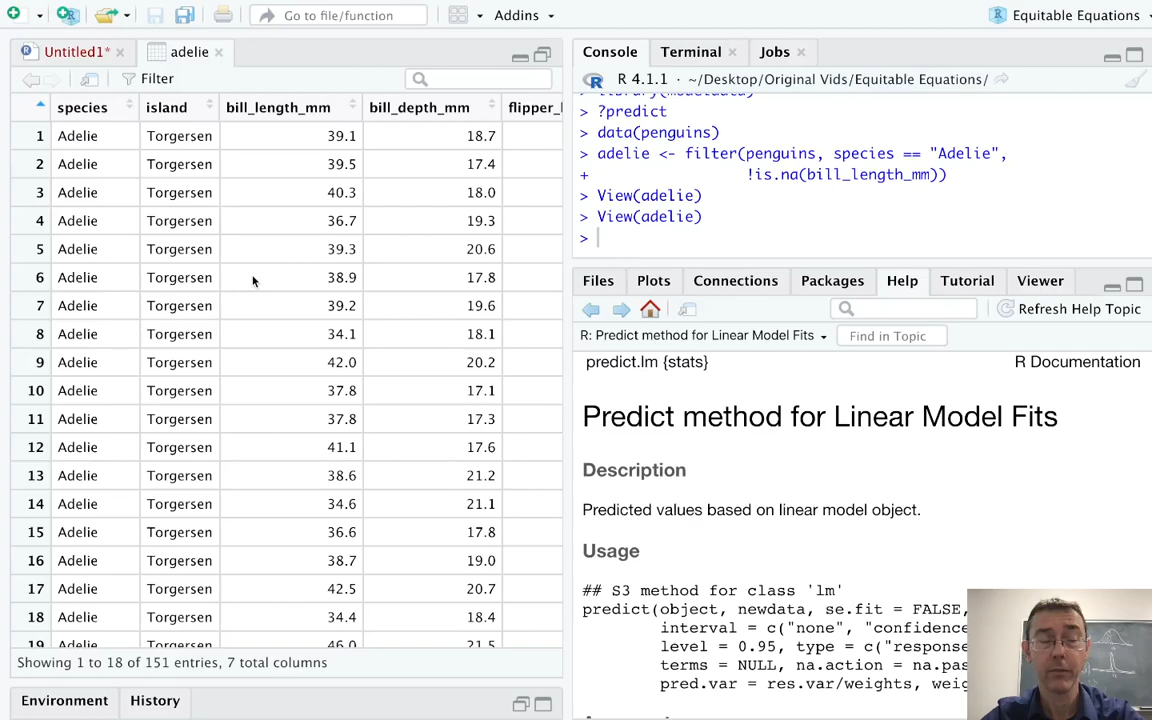 Go to file/function
Addins
Equitable Equations
Untitled1*
adelie
Filter
species island bill_length_mm bill_depth_mm flipper_l
1 Adelie Torgersen 39.1 18.7
2 Adelie Torgersen 39.5 17.4
3 Adelie Torgersen 40.3 18.0
4 Adelie Torgersen 36.7 19.3
5 Adelie Torgersen 39.3 20.6
6 Adelie Torgersen 38.9 17.8
7 Adelie Torgersen 39.2 19.6
8 Adelie Torgersen 34.1 18.1
9 Adelie Torgersen 42.0 20.2
10 Adelie Torgersen 37.8 17.1
11 Adelie Torgersen 37.8 17.3
12 Adelie Torgersen 41.1 17.6
13 Adelie Torgersen 38.6 21.2
14 Adelie Torgersen 34.6 21.1
15 Adelie Torgersen 36.6 17.8
16 Adelie Torgersen 38.7 19.0
17 Adelie Torgersen 42.5 20.7
18 Adelie Torgersen 34.4 18.4
19 Adelie Torgersen 46.0 21.5
Showing 1 to 18 of 151 entries, 7 total columns
Environment History
Console Terminal Jobs
R 4.1.1 · ~/Desktop/Original Vids/Equitable Equations/
> library(modeldata)
> ?predict
> data(penguins)
> adelie <- filter(penguins, species == "Adelie",
+ !is.na(bill_length_mm))
> View(adelie)
> View(adelie)
>
Files Plots Connections Packages Help Tutorial Viewer
Refresh Help Topic
R: Predict method for Linear Model Fits
Find in Topic
predict.lm {stats}
R Documentation
Predict method for Linear Model Fits
Description
Predicted values based on linear model object.
Usage
## S3 method for class 'lm'
predict(object, newdata, se.fit = FALSE,
interval = c("none", "confidence
level = 0.95, type = c("response
terms = NULL, na.action = na.pas
pred.var = res.var/weights, weig